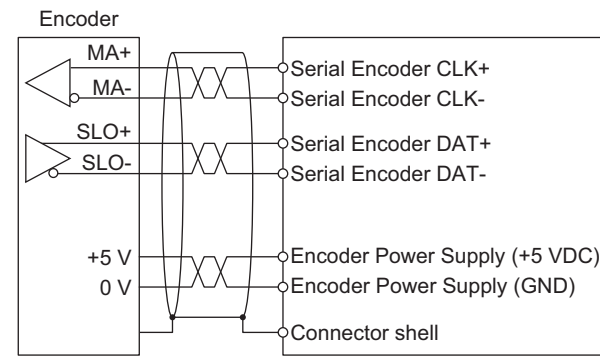 Encoder
MA+
Serial Encoder CLK+
MA-
Serial Encoder CLK-
SLO+
Serial Encoder DAT+
SLO-
Serial Encoder DAT-
+5 V
Encoder Power Supply (+5 VDC)
0 V
Encoder Power Supply (GND)
Connector shell